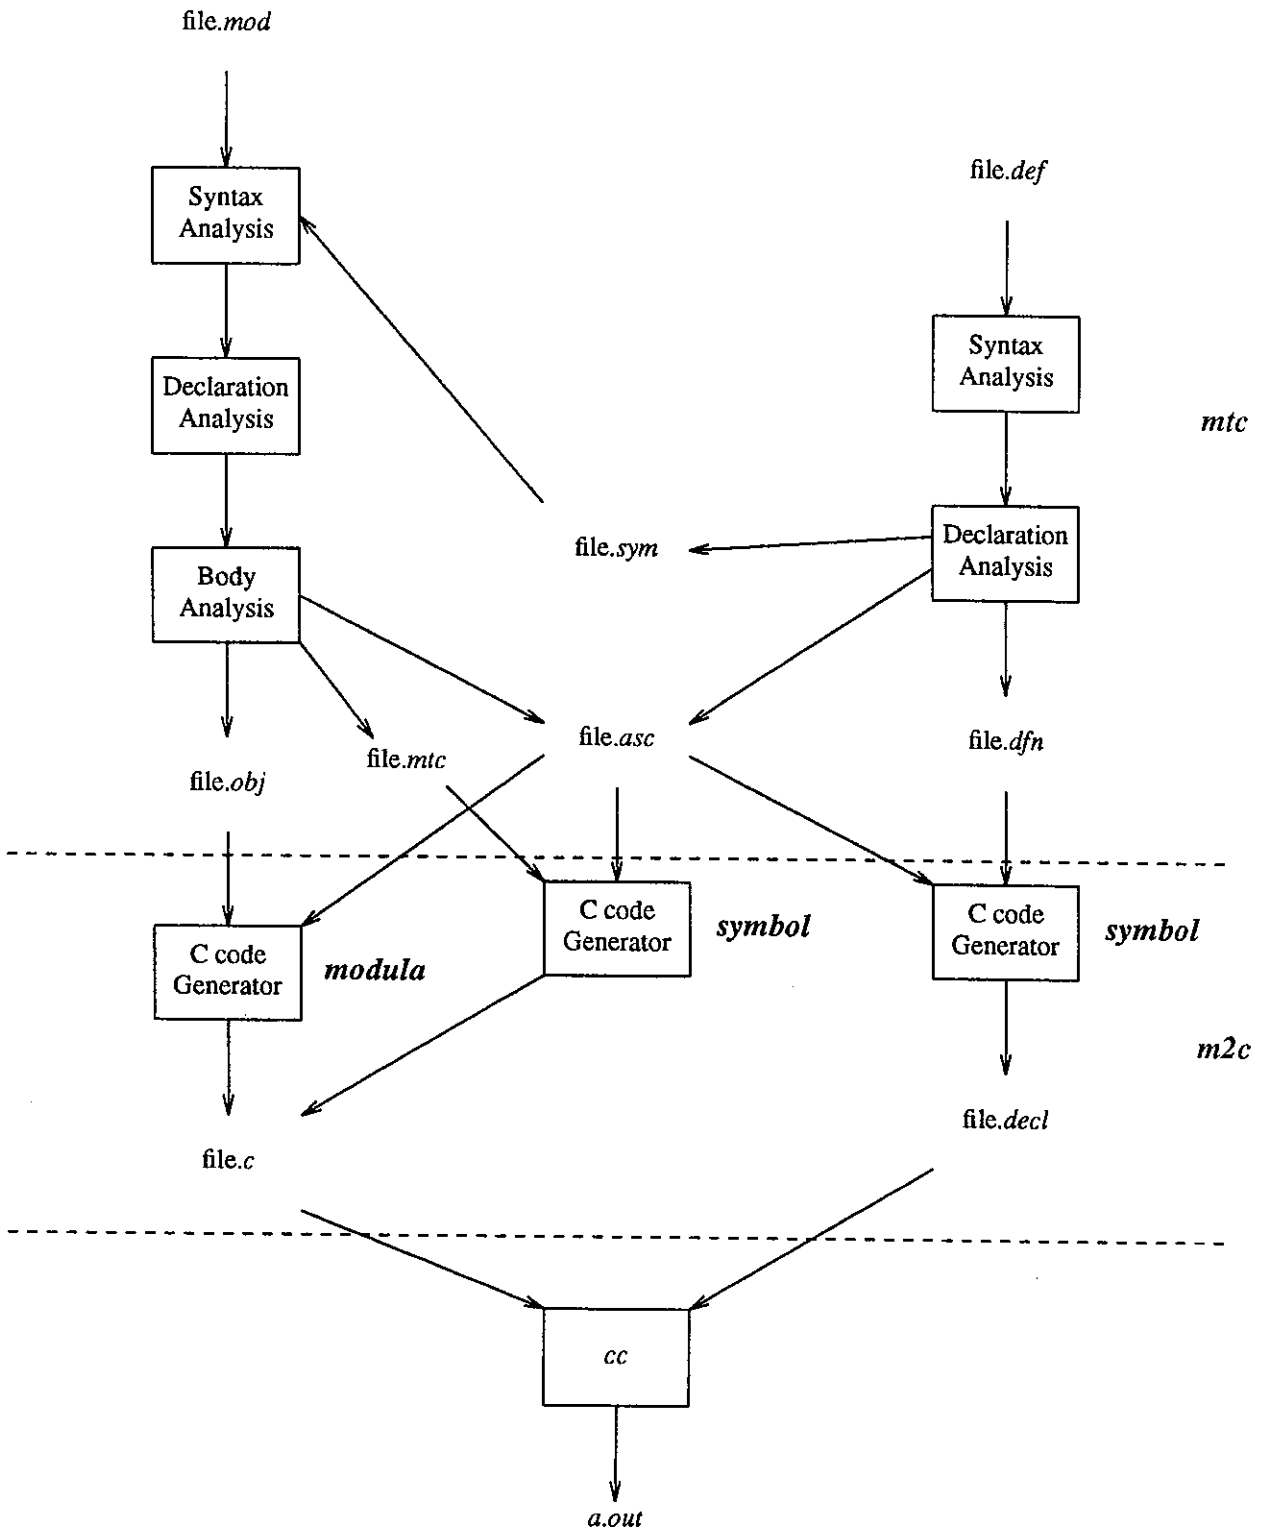 file.mod
file.def
Syntax
Analysis
Syntax
Analysis
Declaration
Analysis
mtc
file.sym
Declaration
Analysis
Body
Analysis
file.asc
file.dfn
file.mtc
file.obj
C code
Generator
symbol
C code
Generator
symbol
C code
Generator
modula
m2c
file.decl
file.c
cc
a.out